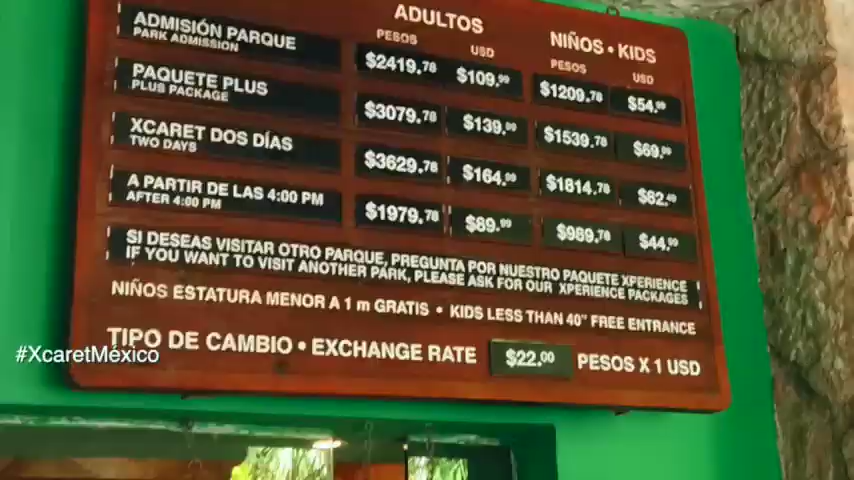 ADULTOS
NIÑOS • KIDS
PESOS USD PESOS USD
ADMISIÓN PARQUE $2419.78 $109.99 $1209.78 $54.99
PARK ADMISSION
PAQUETE PLUS $3079.78 $139.99 $1539.78 $69.99
PLUS PACKAGE
XCARET DOS DÍAS $3629.78 $164.99 $1814.78 $82.49
TWO DAYS
A PARTIR DE LAS 4:00 PM $1979.78 $89.99 $989.78 $44.99
AFTER 4:00 PM
SI DESEAS VISITAR OTRO PARQUE, PREGUNTA POR NUESTRO PAQUETE XPERIENCE
IF YOU WANT TO VISIT ANOTHER PARK, PLEASE ASK FOR OUR XPERIENCE PACKAGES
NIÑOS ESTATURA MENOR A 1 m GRATIS • KIDS LESS THAN 40" FREE ENTRANCE
TIPO DE CAMBIO • EXCHANGE RATE $22.00 PESOS X 1 USD
#XcaretMéxico